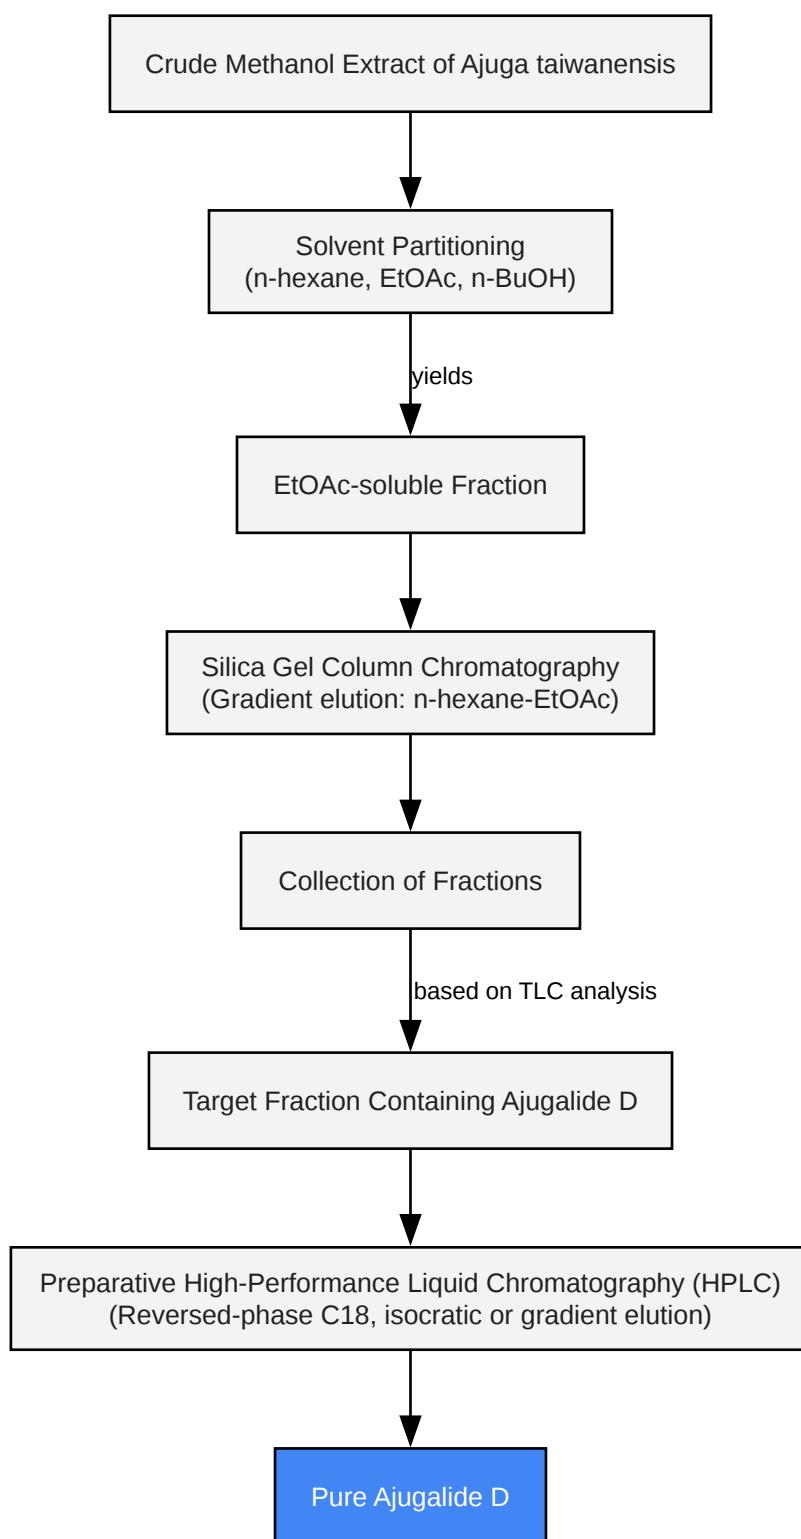 Crude Methanol Extract of Ajuga taiwanensis
Solvent Partitioning
(n-hexane, EtOAc, n-BuOH)
yields
EtOAc-soluble Fraction
Silica Gel Column Chromatography
(Gradient elution: n-hexane-EtOAc)
Collection of Fractions
based on TLC analysis
Target Fraction Containing Ajugalide D
Preparative High-Performance Liquid Chromatography (HPLC)
(Reversed-phase C18, isocratic or gradient elution)
Pure Ajugalide D